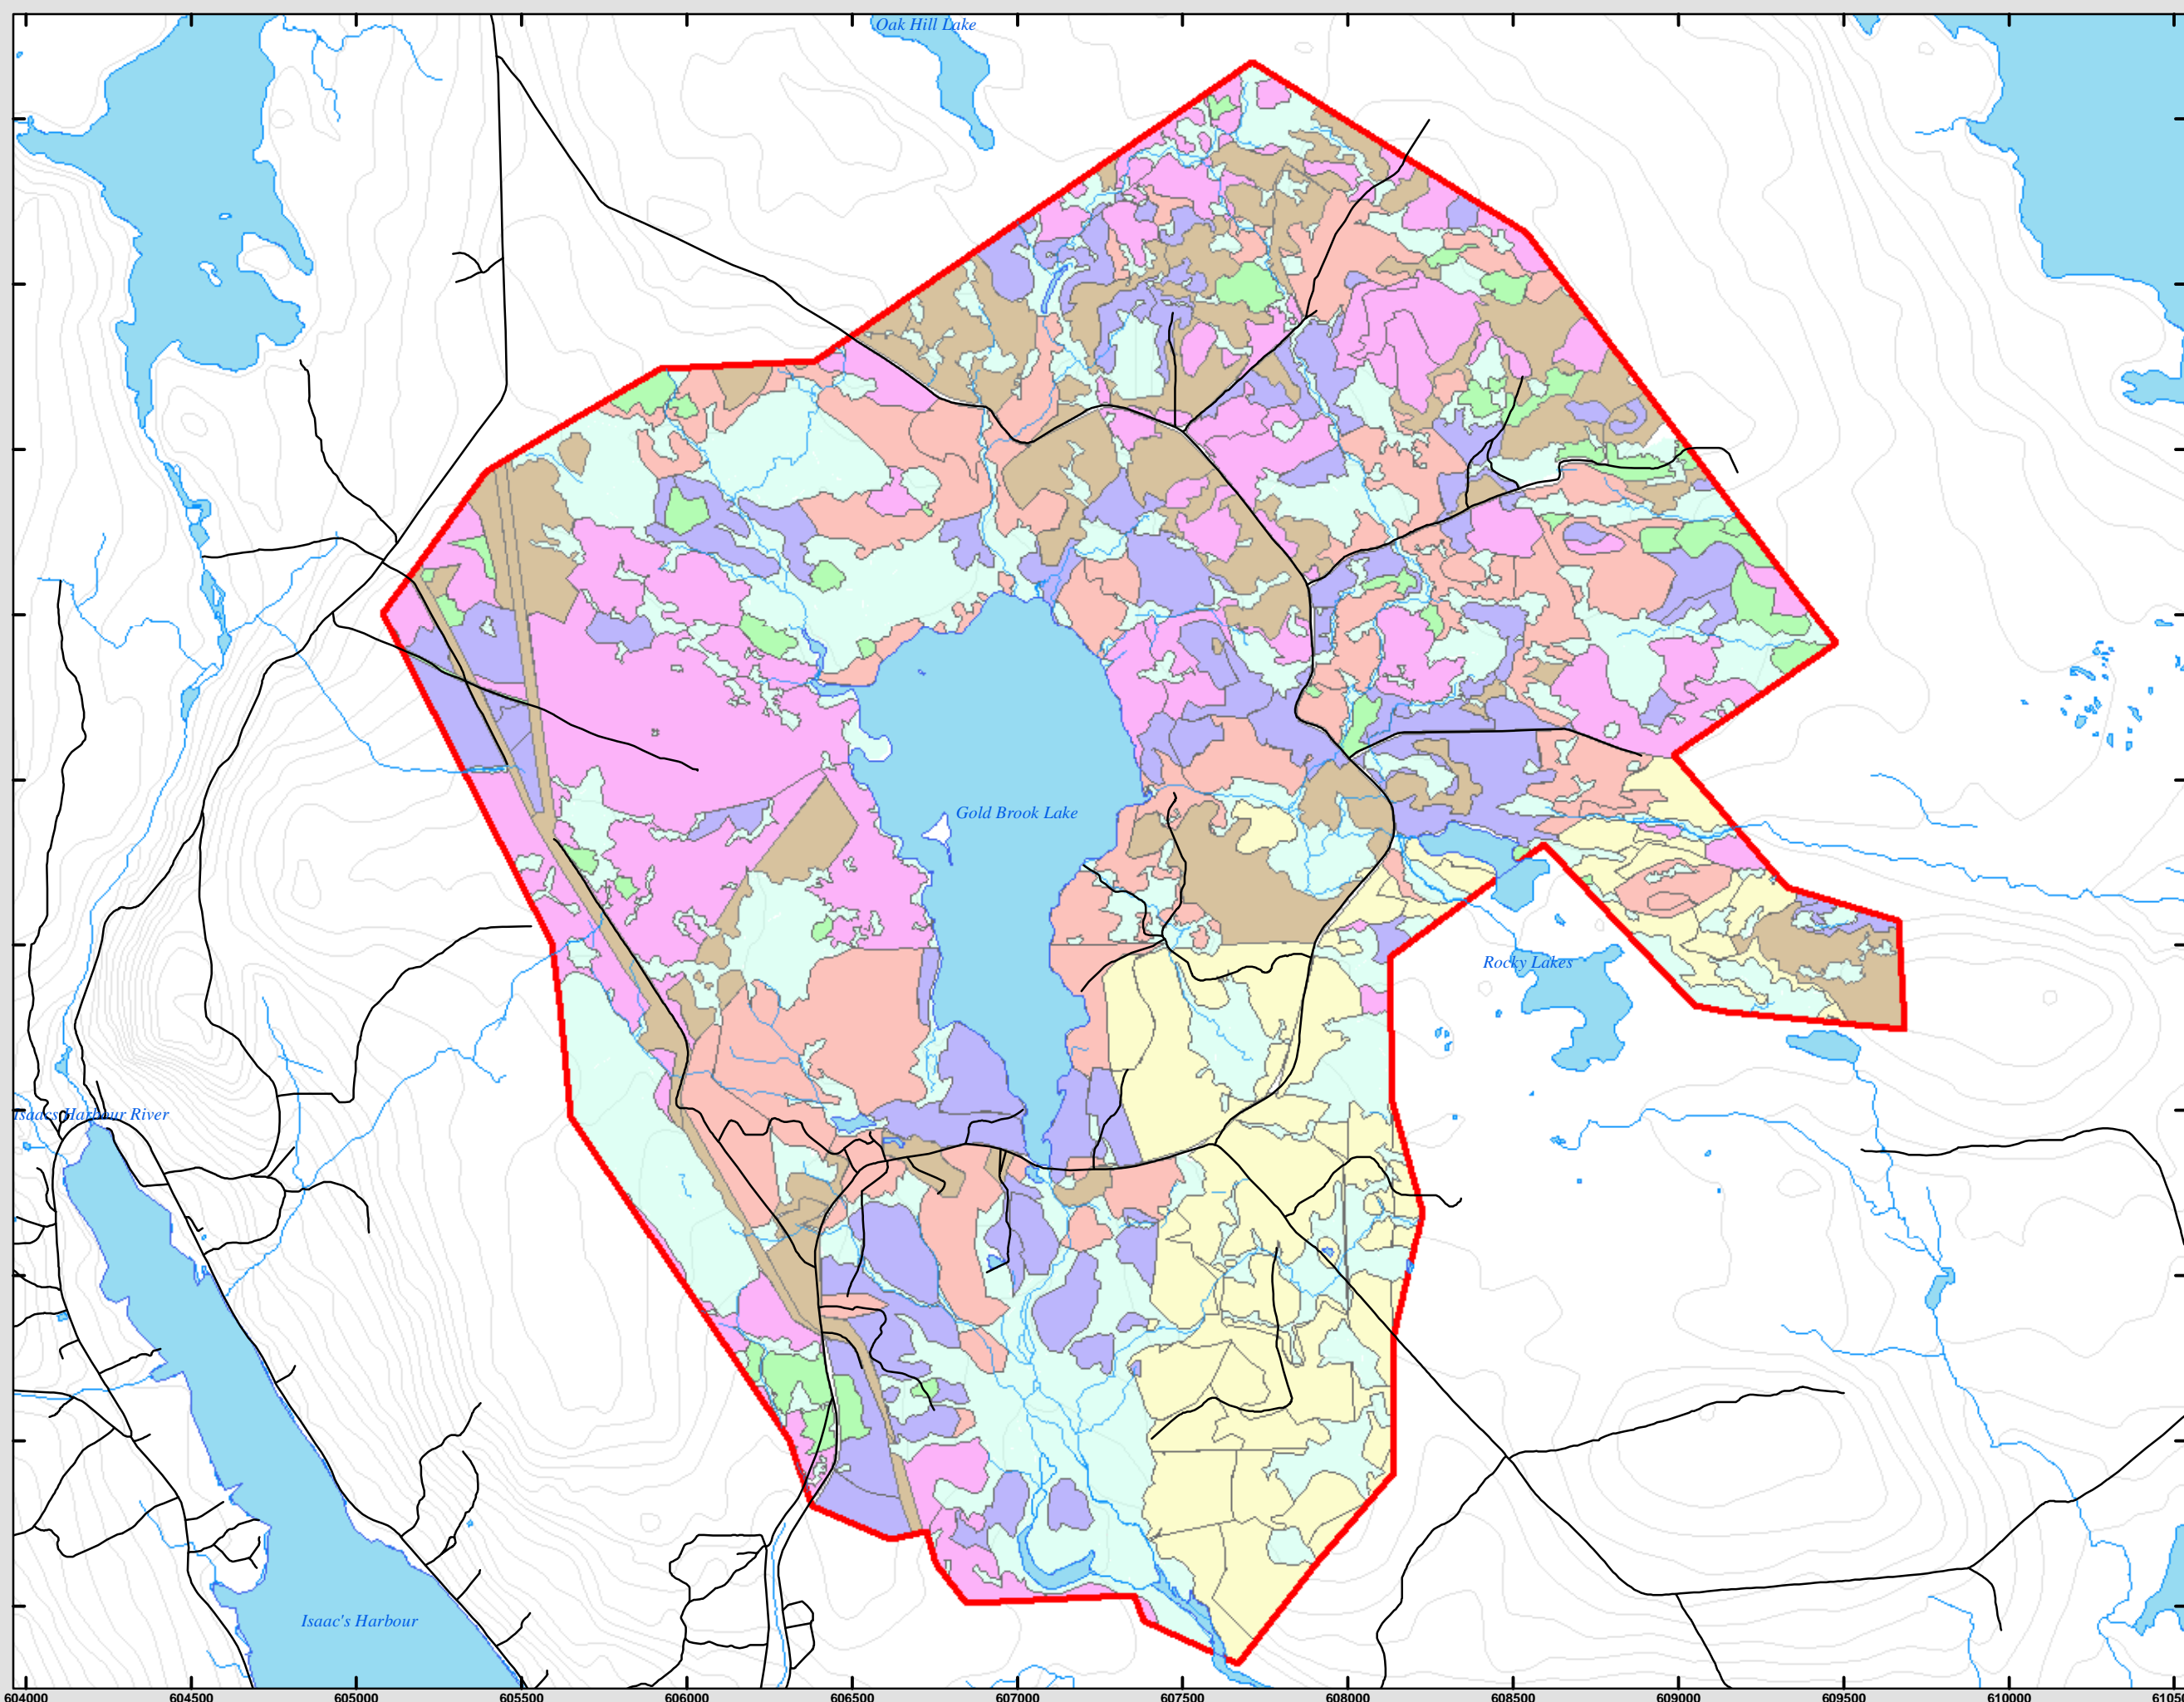 Oak Hill Lake
Gold Brook Lake
Rocky Lakes
Isaacs Harbour River
Isaac's Harbour
604000 604500 605000 605500 606000 606500 607000 607500 608000 608500 609000 609500 610000